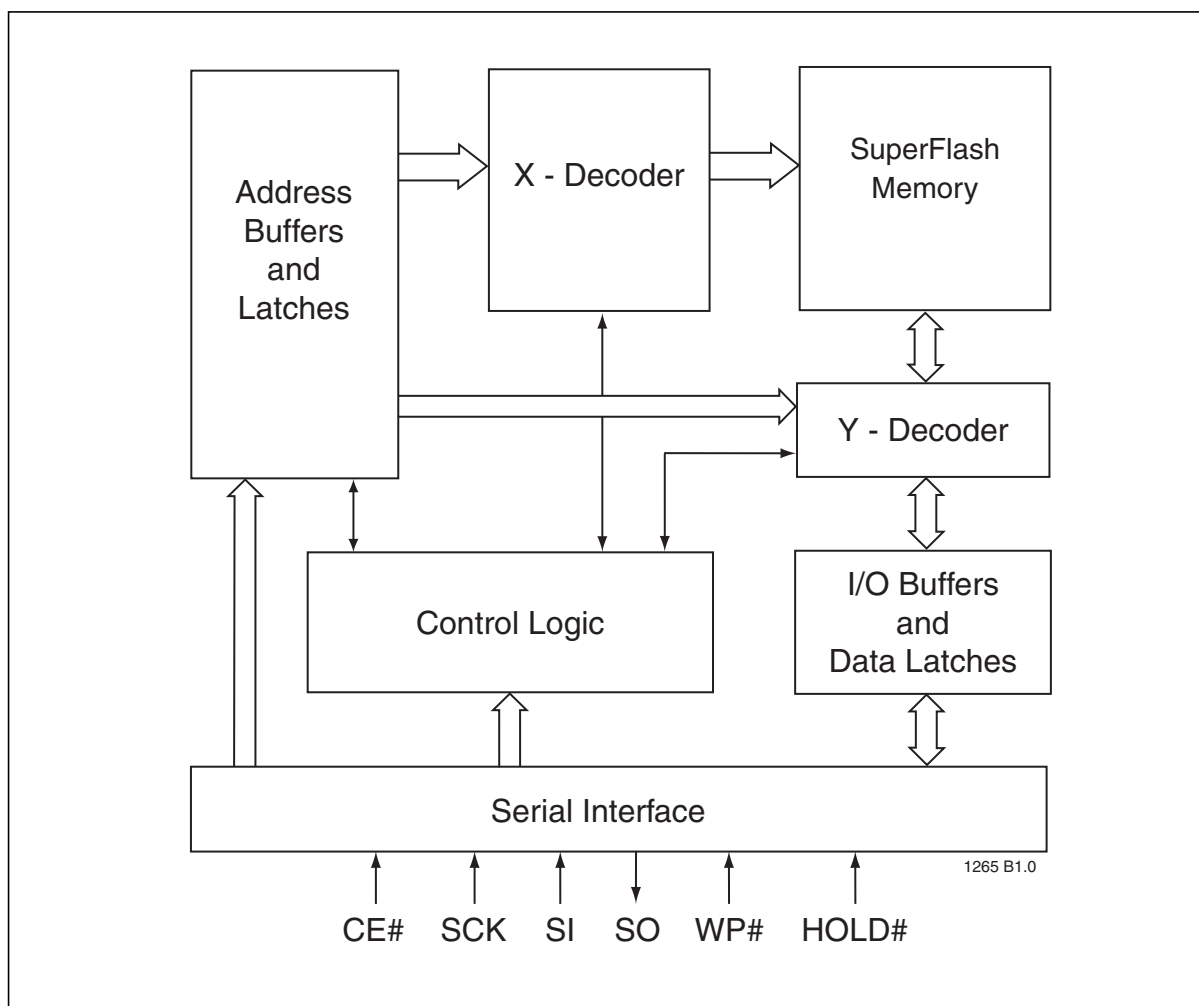 Address
Buffers
and
Latches
X - Decoder
SuperFlash
Memory
Y - Decoder
Control Logic
I/O Buffers
and
Data Latches
Serial Interface
1265 B1.0
CE# SCK SI SO WP# HOLD#